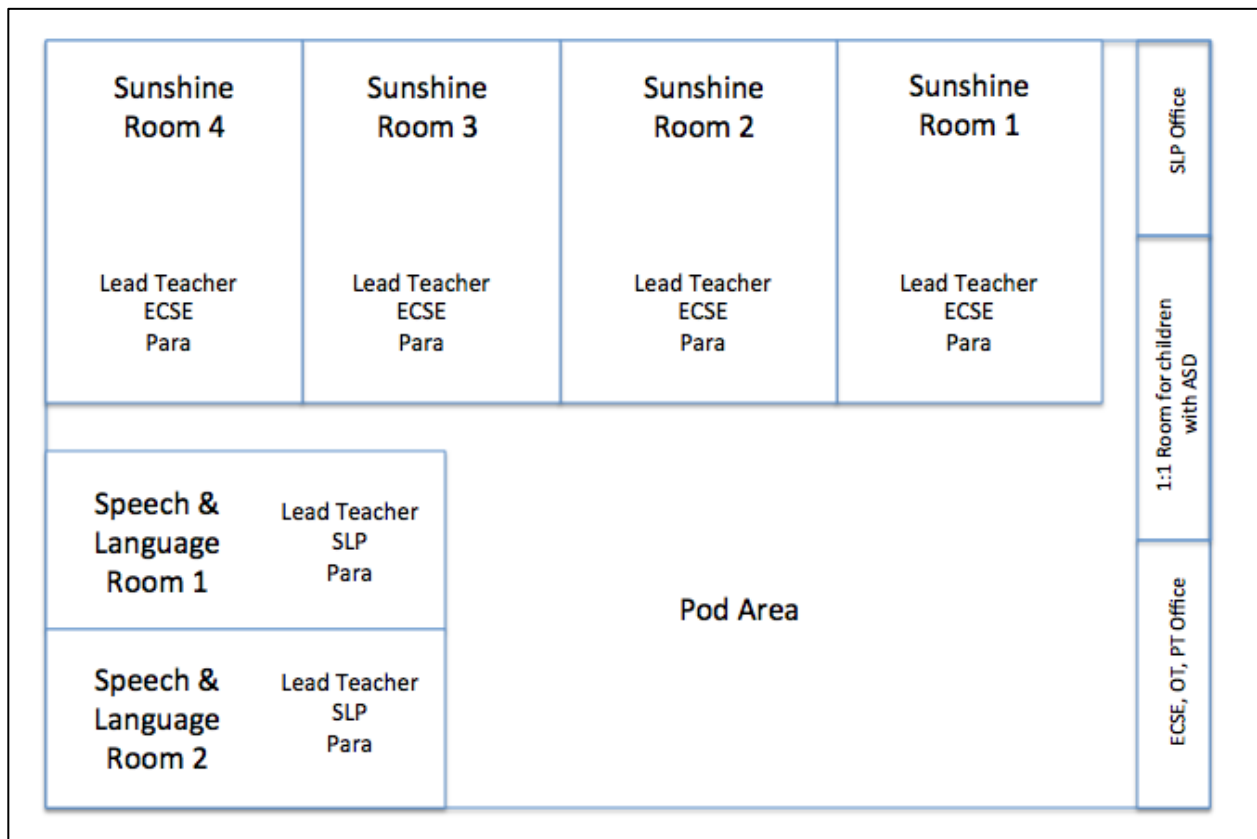 Sunshine
Room 4
Lead Teacher
ECSE
Para
Sunshine
Room 3
Lead Teacher
ECSE
Para
Sunshine
Room 2
Lead Teacher
ECSE
Para
Sunshine
Room 1
Lead Teacher
ECSE
Para
SLP Office
1:1 Room for children
with ASD
ECSE, OT, PT Office
Speech &
Language
Room 1
Lead Teacher
SLP
Para
Pod Area
Speech &
Language
Room 2
Lead Teacher
SLP
Para